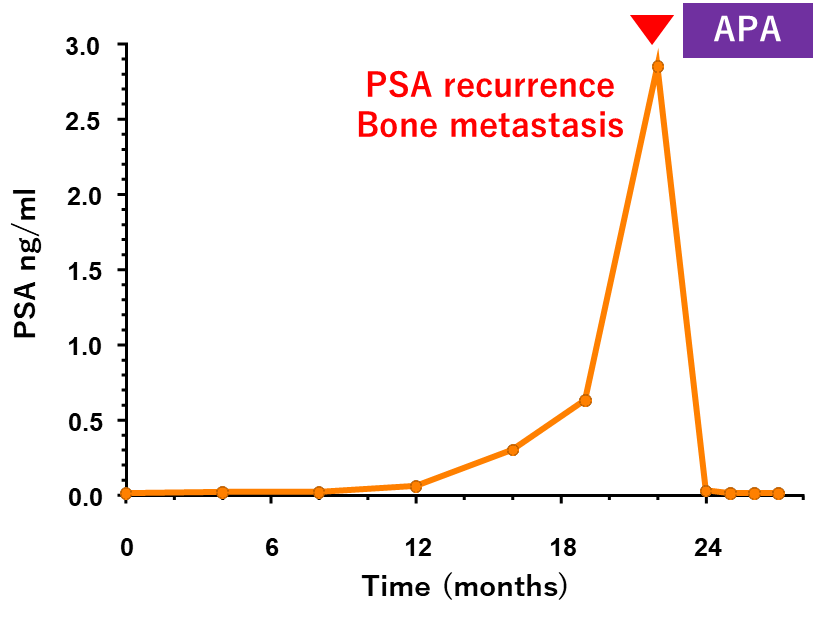 APA
PSA recurrence
Bone metastasis
3.0
2.5
2.0
1.5
1.0
0.5
0.0
PSA ng/ml
0 6 12 18 24
Time (months)